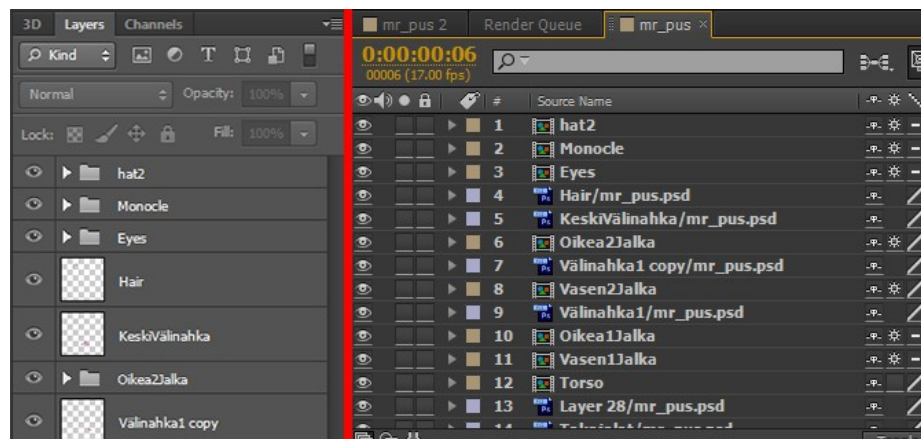 3D Layers Channels
Kind
Normal Opacity: 100%
Lock: Fill: 100%
hat2
Monocle
Eyes
Hair
KeskiVälinahka
Oikea2Jalka
Välinahka1 copy
mr_pus 2 Render Queue mr_pus ×
0:00:00:06
00006 (17.00 fps)
# Source Name
1 hat2
2 Monocle
3 Eyes
4 Hair/mr_pus.psd
5 KeskiVälinahka/mr_pus.psd
6 Oikea2Jalka
7 Välinahka1 copy/mr_pus.psd
8 Vasen2Jalka
9 Välinahka1/mr_pus.psd
10 Oikea1Jalka
11 Vasen1Jalka
12 Torso
13 Layer 28/mr_pus.psd